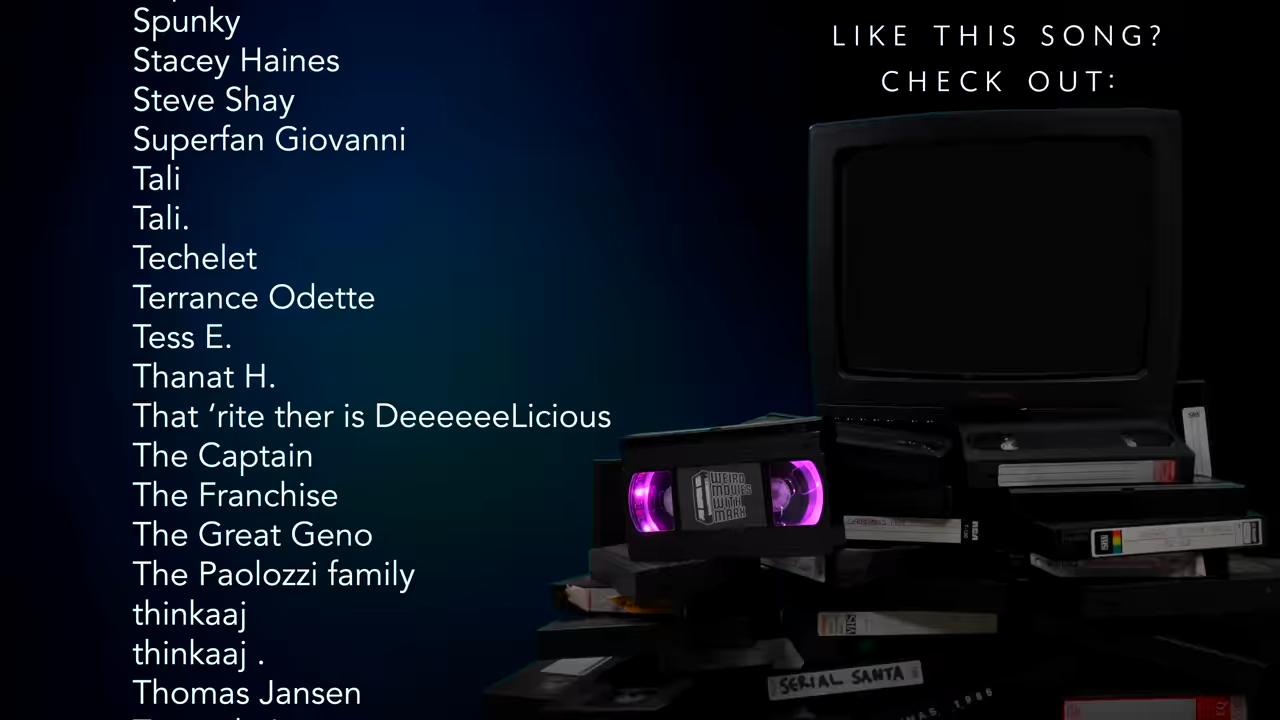 Spunky
Stacey Haines
Steve Shay
Superfan Giovanni
Tali
Tali.
Techelet
Terrance Odette
Tess E.
Thanat H.
That ‘rite ther is DeeeeeeLicious
The Captain
The Franchise
The Great Geno
The Paolozzi family
thinkaaj
thinkaaj .
Thomas Jansen
LIKE THIS SONG?
CHECK OUT:
WEIRD
MOVIES
WITH
MARK
RCA
SERIAL SANTA
1986